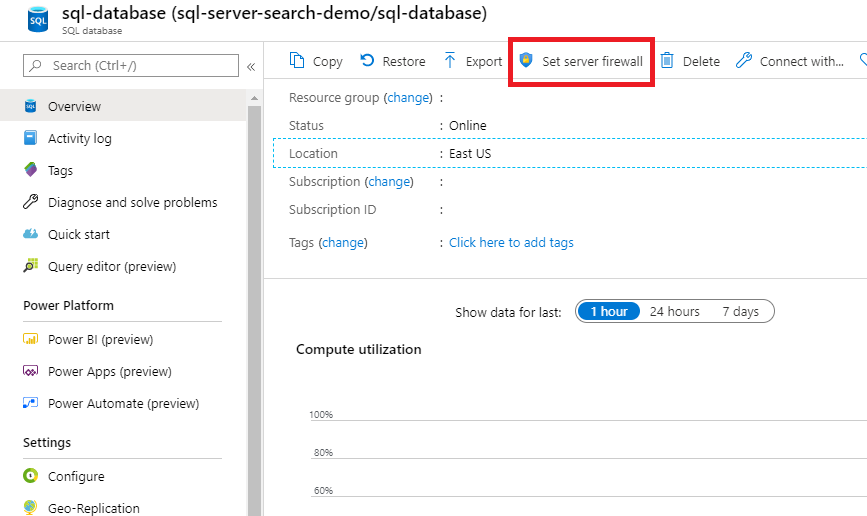 sql-database (sql-server-search-demo/sql-database)
SQL database
Search (Ctrl+/)
«
Overview
Activity log
Tags
Diagnose and solve problems
Quick start
Query editor (preview)
Power Platform
Power BI (preview)
Power Apps (preview)
Power Automate (preview)
Settings
Configure
Geo-Replication
Copy Restore Export Set server firewall Delete Connect with...
Resource group (change) :
Status : Online
Location : East US
Subscription (change) :
Subscription ID :
Tags (change) : Click here to add tags
Show data for last: 1 hour 24 hours 7 days
Compute utilization
100%
80%
60%